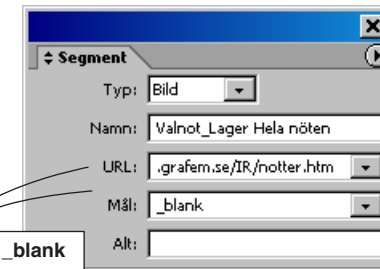 Segment
Typ: Bild
Namn: Valnot_Lager Hela nöten
URL: .grafem.se/IR/notter.htm
Mål: _blank
_blank
Alt: